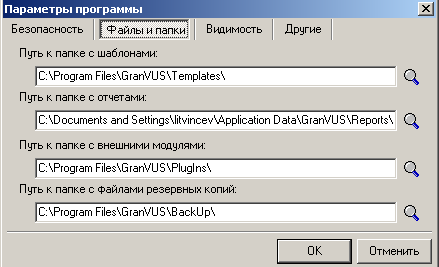 Параметры программы
Безопасность Файлы и папки Видимость Другие
Путь к папке с шаблонами:
C:\Program Files\GranVUS\Templates\
Путь к папке с отчетами:
C:\Documents and Settings\litvincev\Application Data\GranVUS\Reports\
Путь к папке с внешними модулями:
C:\Program Files\GranVUS\PlugIns\
Путь к папке с Файлами резервных копий:
C:\Program Files\GranVUS\BackUp\
OK Отменить